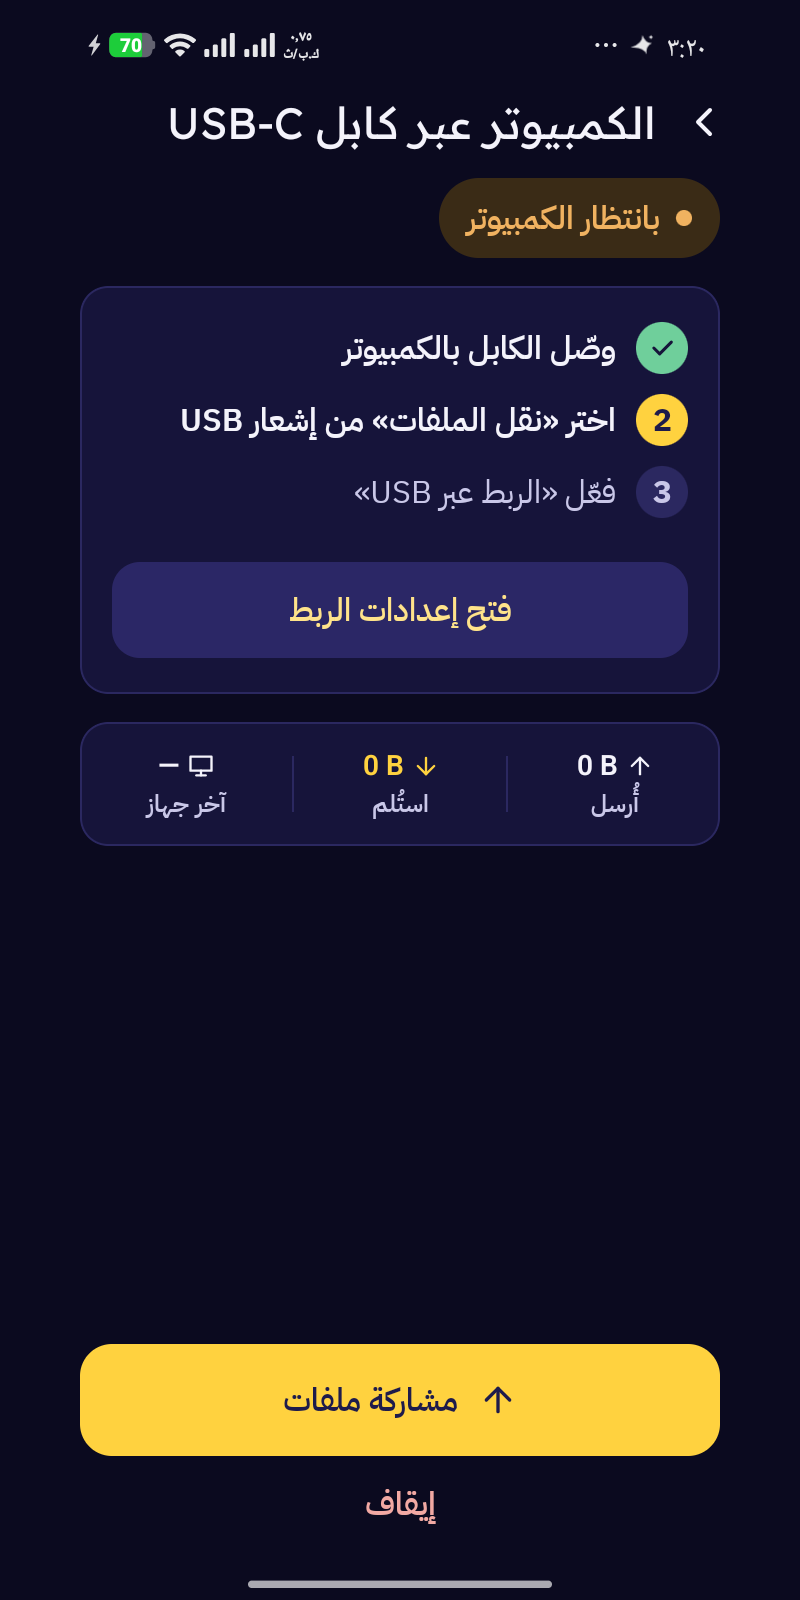 ٣:٢٠
٠,٧٥
ك.ب/ث
70
الكمبيوتر عبر كابل USB-C
بانتظار الكمبيوتر
وصّل الكابل بالكمبيوتر
2 اختر «نقل الملفات» من إشعار USB
3 فعّل «الربط عبر USB»
فتح إعدادات الربط
0 B
أُرسل
0 B
استُلم
—
آخر جهاز
مشاركة ملفات
إيقاف